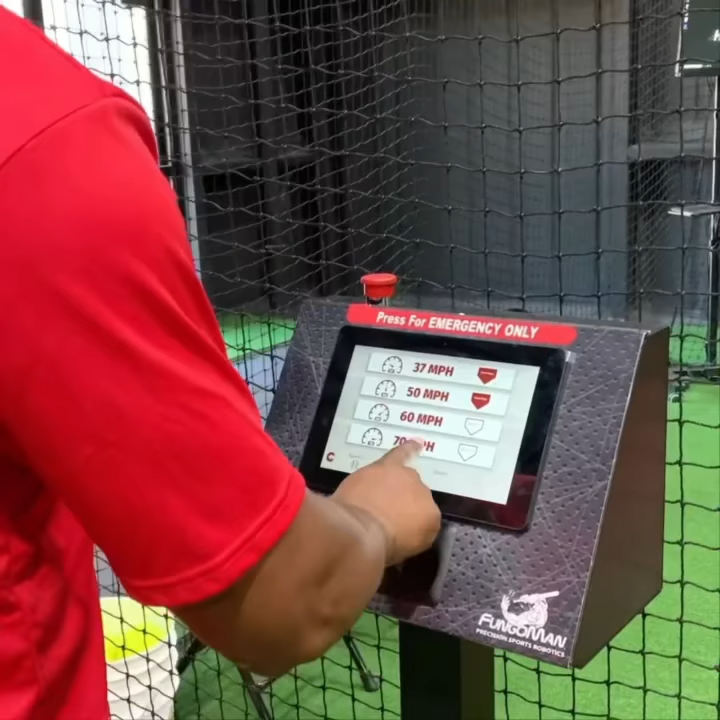 Press For EMERGENCY ONLY
37 MPH
50 MPH
60 MPH
FUNGOMAN
PRECISION SPORTS ROBOTICS